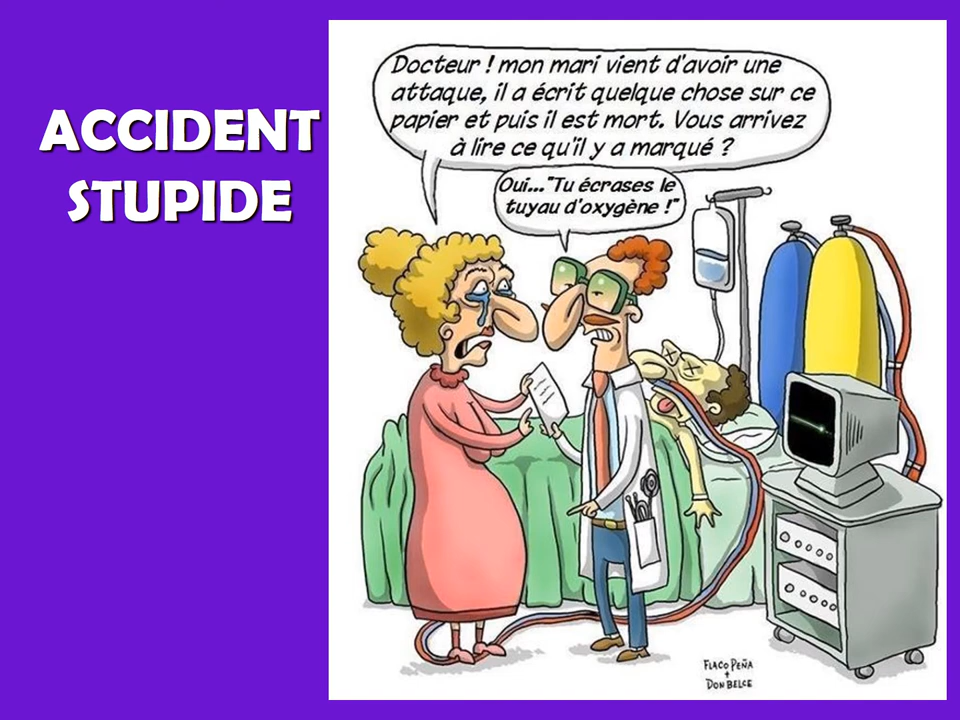 ACCIDENT
STUPIDE
Docteur ! mon mari vient d'avoir une
attaque, il a écrit quelque chose sur ce
papier et puis il est mort. Vous arrivez
à lire ce qu'il y a marqué ?
Oui..."Tu écrases le
tuyau d'oxygène !"
FLACO PEÑA
+
DON BELCE